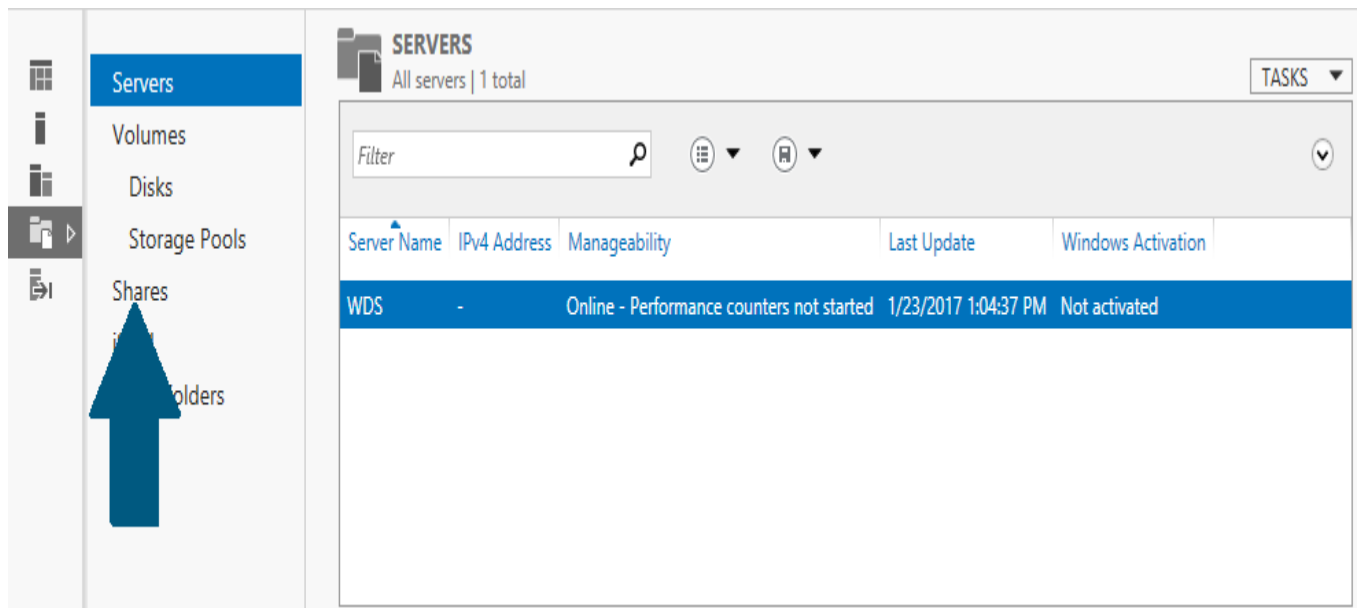 Servers
Volumes
Disks
Storage Pools
Shares
SERVERS
All servers | 1 total
TASKS
Filter
Server Name IPv4 Address Manageability Last Update Windows Activation
WDS - Online - Performance counters not started 1/23/2017 1:04:37 PM Not activated